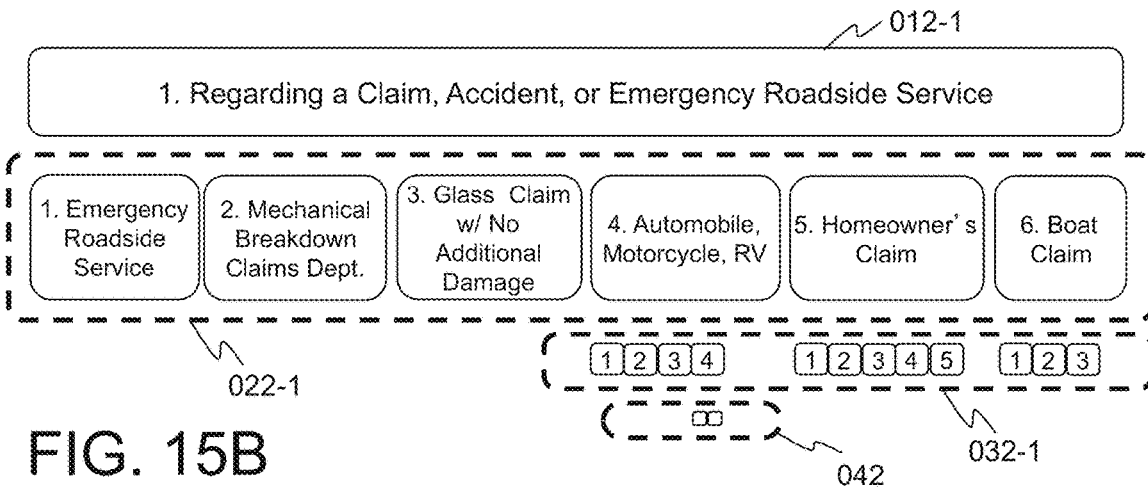 012-1
1. Regarding a Claim, Accident, or Emergency Roadside Service
1. Emergency
Roadside
Service
2. Mechanical
Breakdown
Claims Dept.
3. Glass Claim
w/ No
Additional
Damage
4. Automobile,
Motorcycle, RV
5. Homeowner's
Claim
6. Boat
Claim
1 2 3 4
1 2 3 4 5
1 2 3
022-1
032-1
042
FIG. 15B